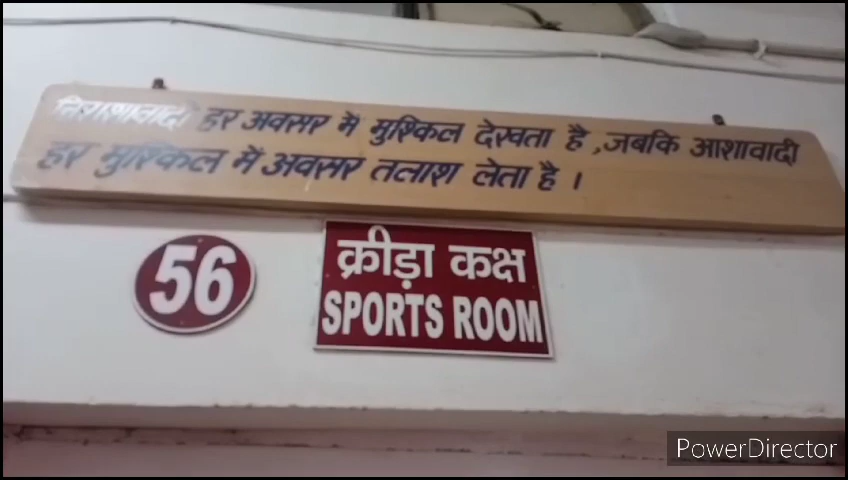 निराशावादी हर अवसर में मुश्किल देखता है, जबकि आशावादी
हर मुश्किल में अवसर तलाश लेता है ।
56
क्रीड़ा कक्ष
SPORTS ROOM
PowerDirector